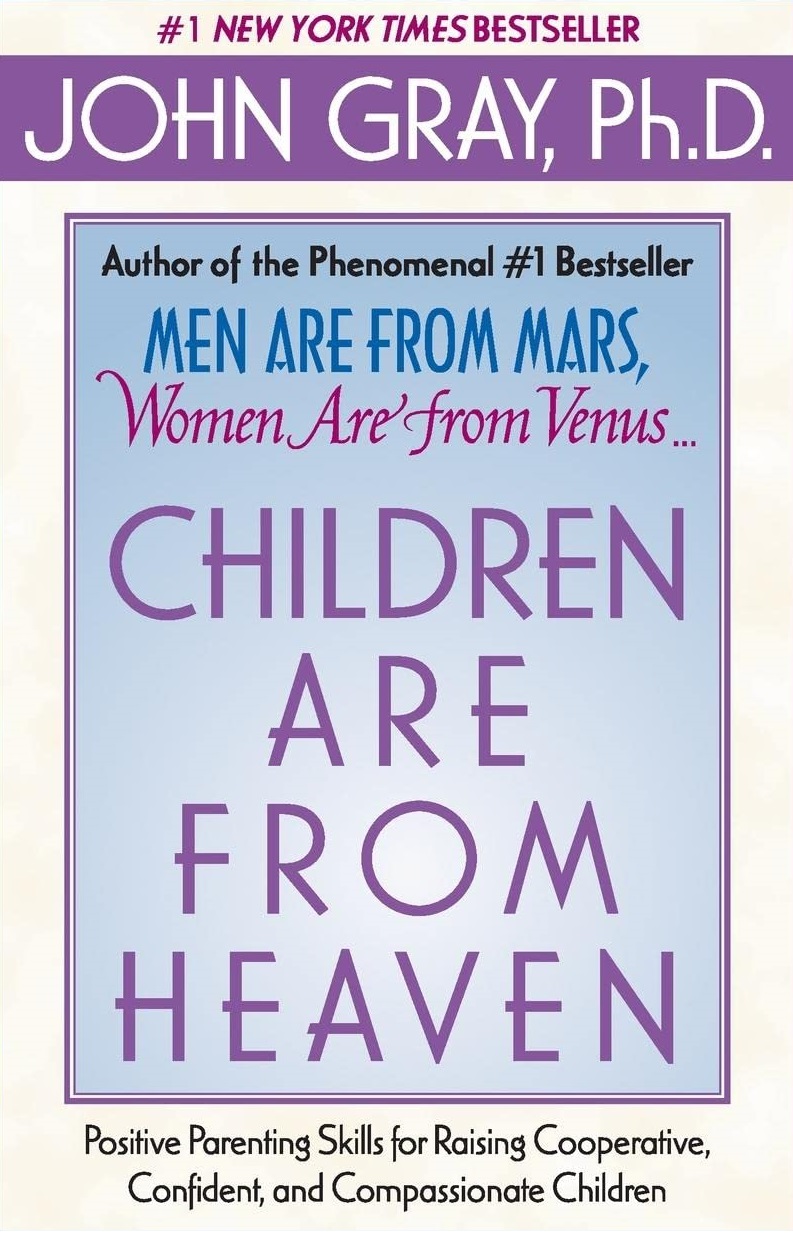 #1 NEW YORK TIMES BESTSELLER
JOHN GRAY, Ph.D.
Author of the Phenomenal #1 Bestseller
MEN ARE FROM MARS,
Women Are from Venus...
CHILDREN
ARE
FROM
HEAVEN
Positive Parenting Skills for Raising Cooperative,
Confident, and Compassionate Children